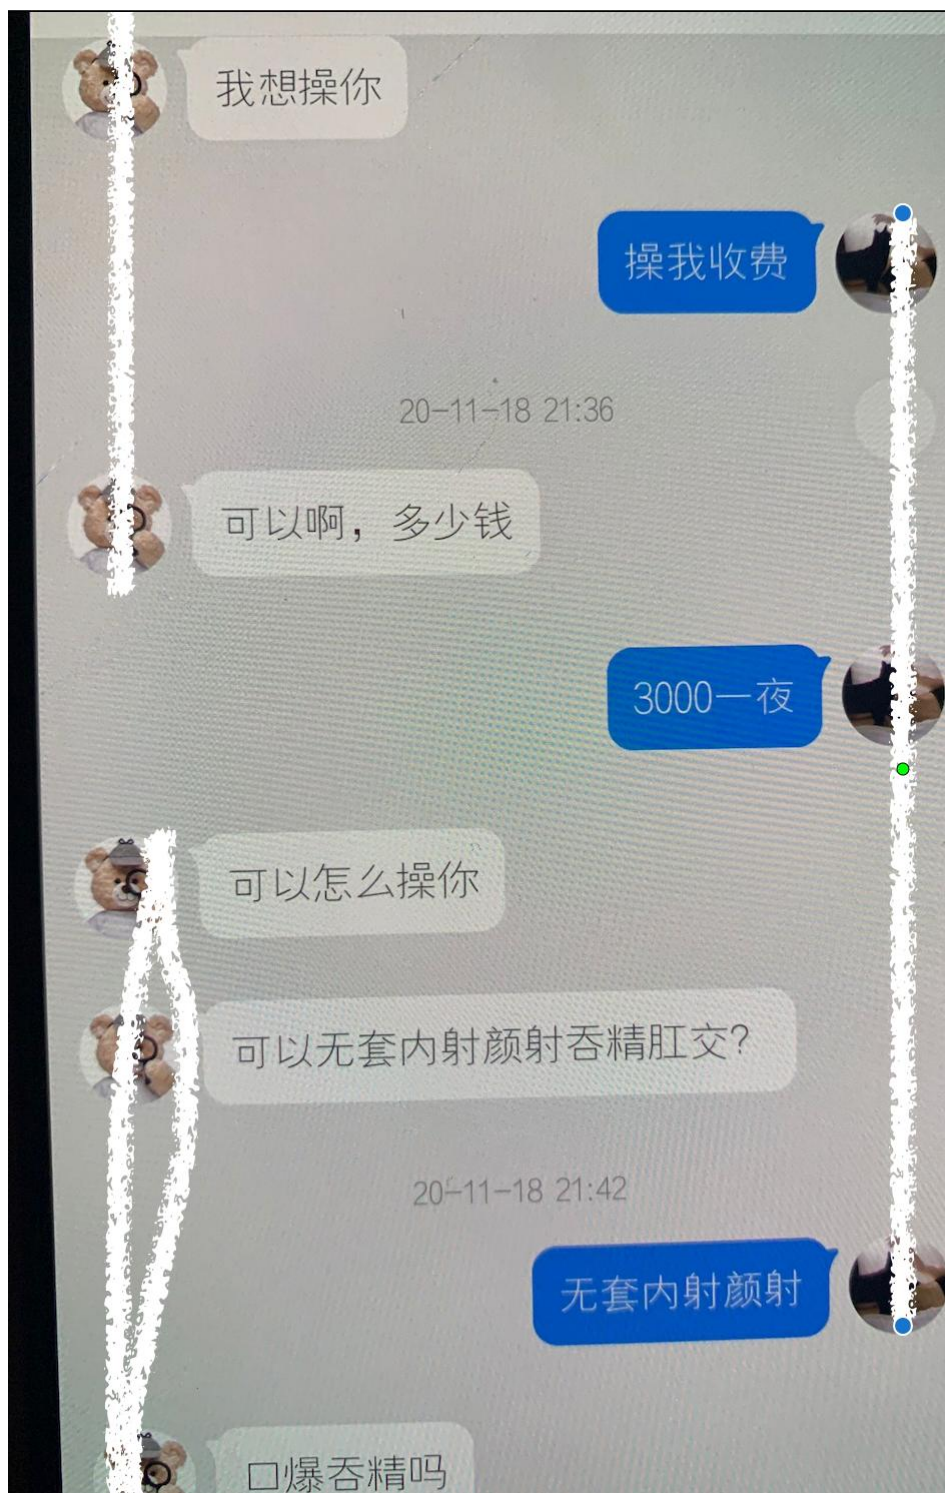 我想操你
操我收费
20-11-18 21:36
可以啊，多少钱
3000一夜
可以怎么操你
可以无套内射颜射吞精肛交？
20-11-18 21:42
无套内射颜射
口爆吞精吗